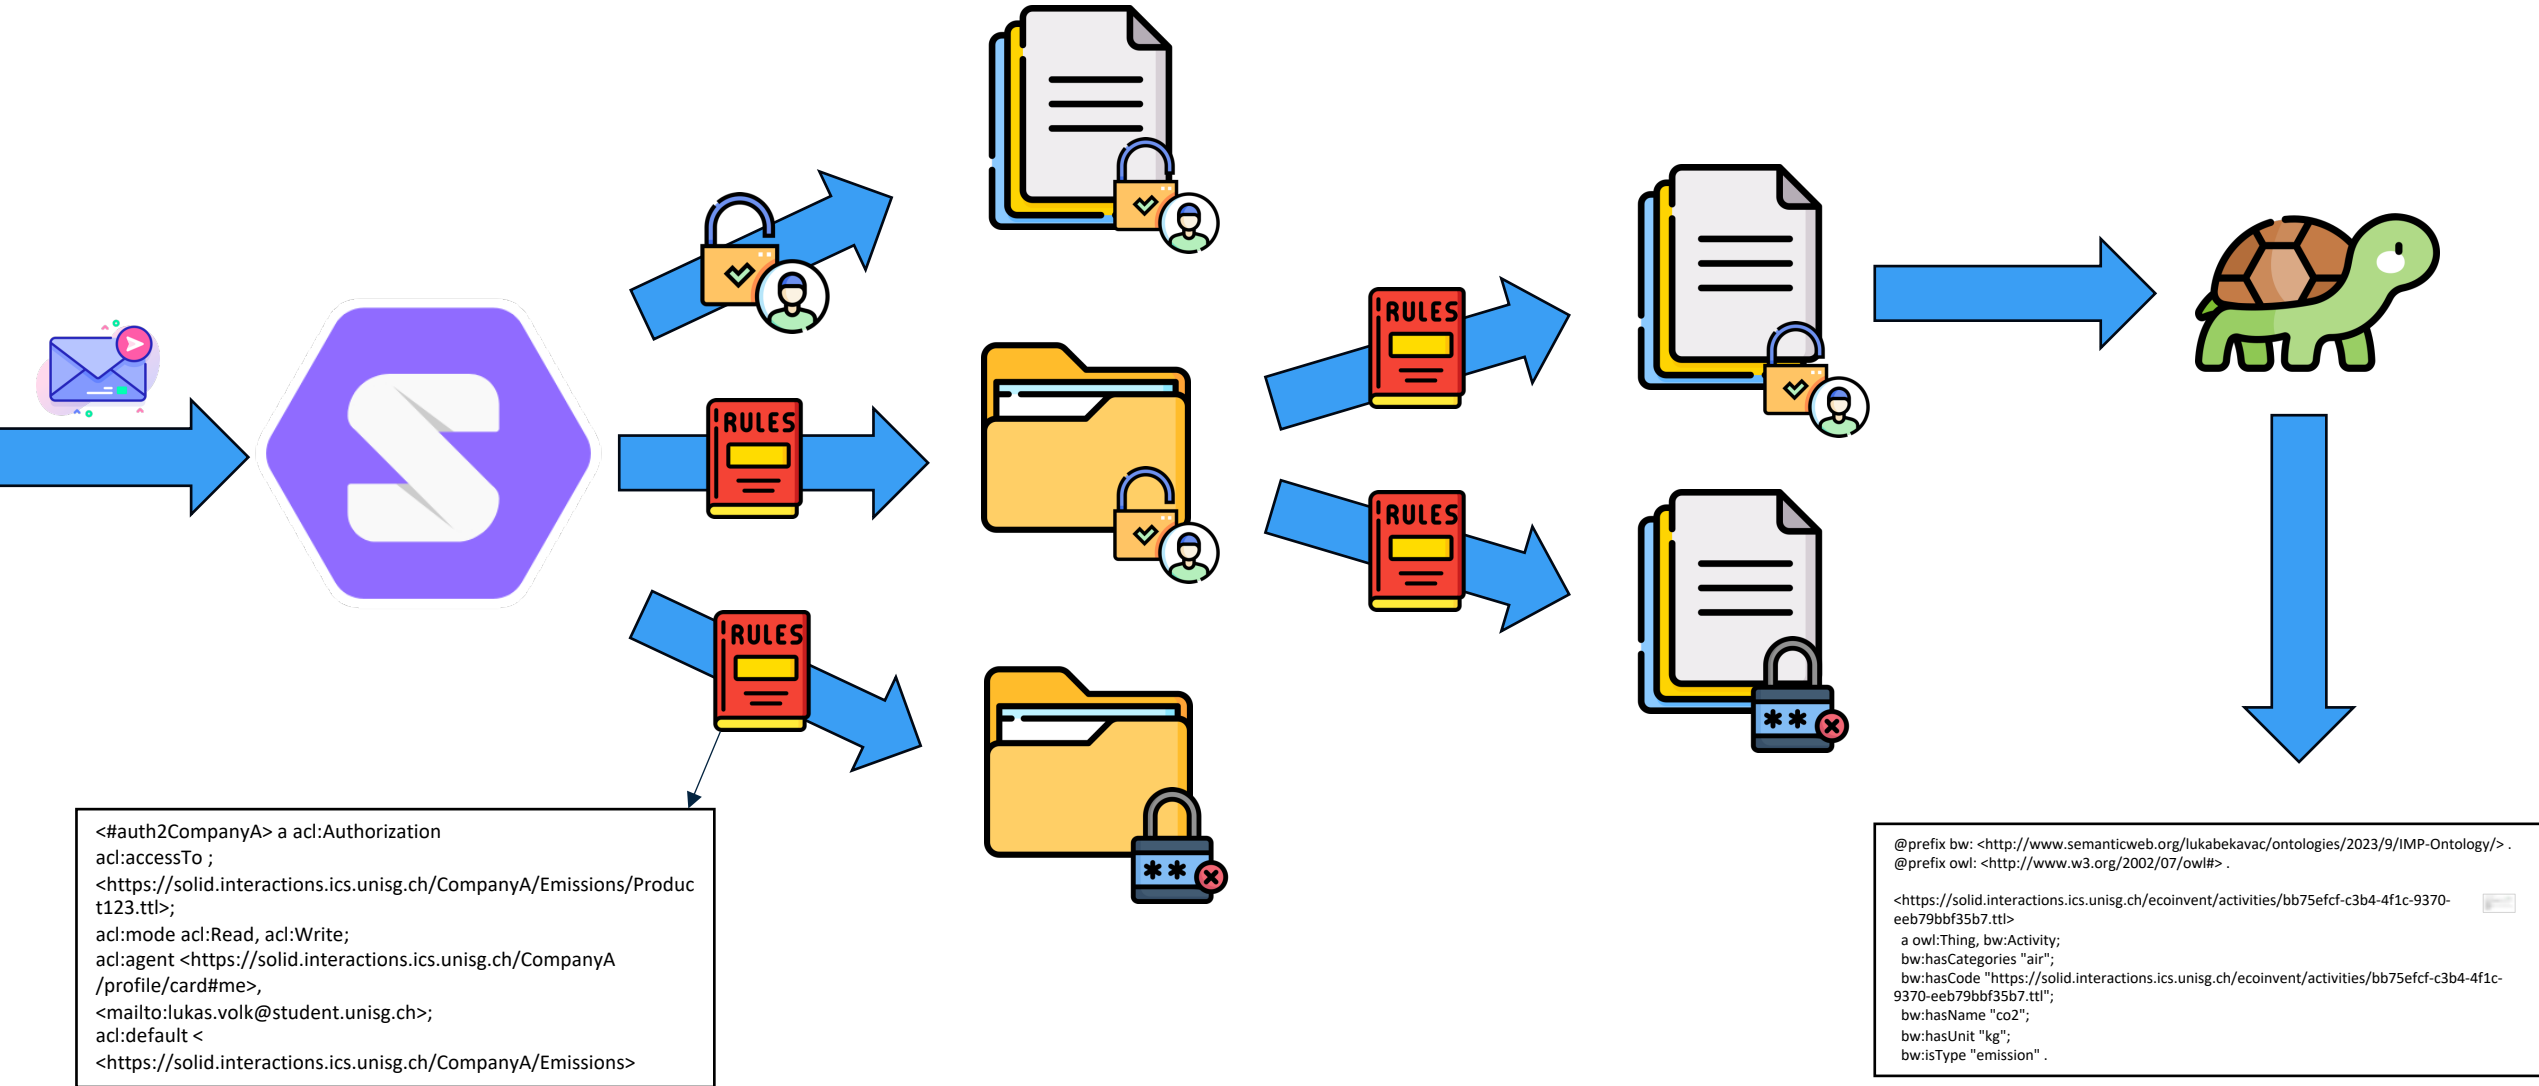 RULES
RULES
RULES
RULES
RULES
**
**
<#auth2CompanyA> a acl:Authorization
acl:accessTo ;
<https://solid.interactions.ics.unisg.ch/CompanyA/Emissions/Produc
t123.ttl>;
acl:mode acl:Read, acl:Write;
acl:agent <https://solid.interactions.ics.unisg.ch/CompanyA
/profile/card#me>,
<mailto:lukas.volk@student.unisg.ch>;
acl:default <
<https://solid.interactions.ics.unisg.ch/CompanyA/Emissions>
@prefix bw: <http://www.semanticweb.org/lukabekavac/ontologies/2023/9/IMP-Ontology/> .
@prefix owl: <http://www.w3.org/2002/07/owl#> .
<https://solid.interactions.ics.unisg.ch/ecoinvent/activities/bb75efcf-c3b4-4f1c-9370-
eeb79bbf35b7.ttl>
a owl:Thing, bw:Activity;
bw:hasCategories "air";
bw:hasCode "https://solid.interactions.ics.unisg.ch/ecoinvent/activities/bb75efcf-c3b4-4f1c-
9370-eeb79bbf35b7.ttl";
bw:hasName "co2";
bw:hasUnit "kg";
bw:isType "emission" .